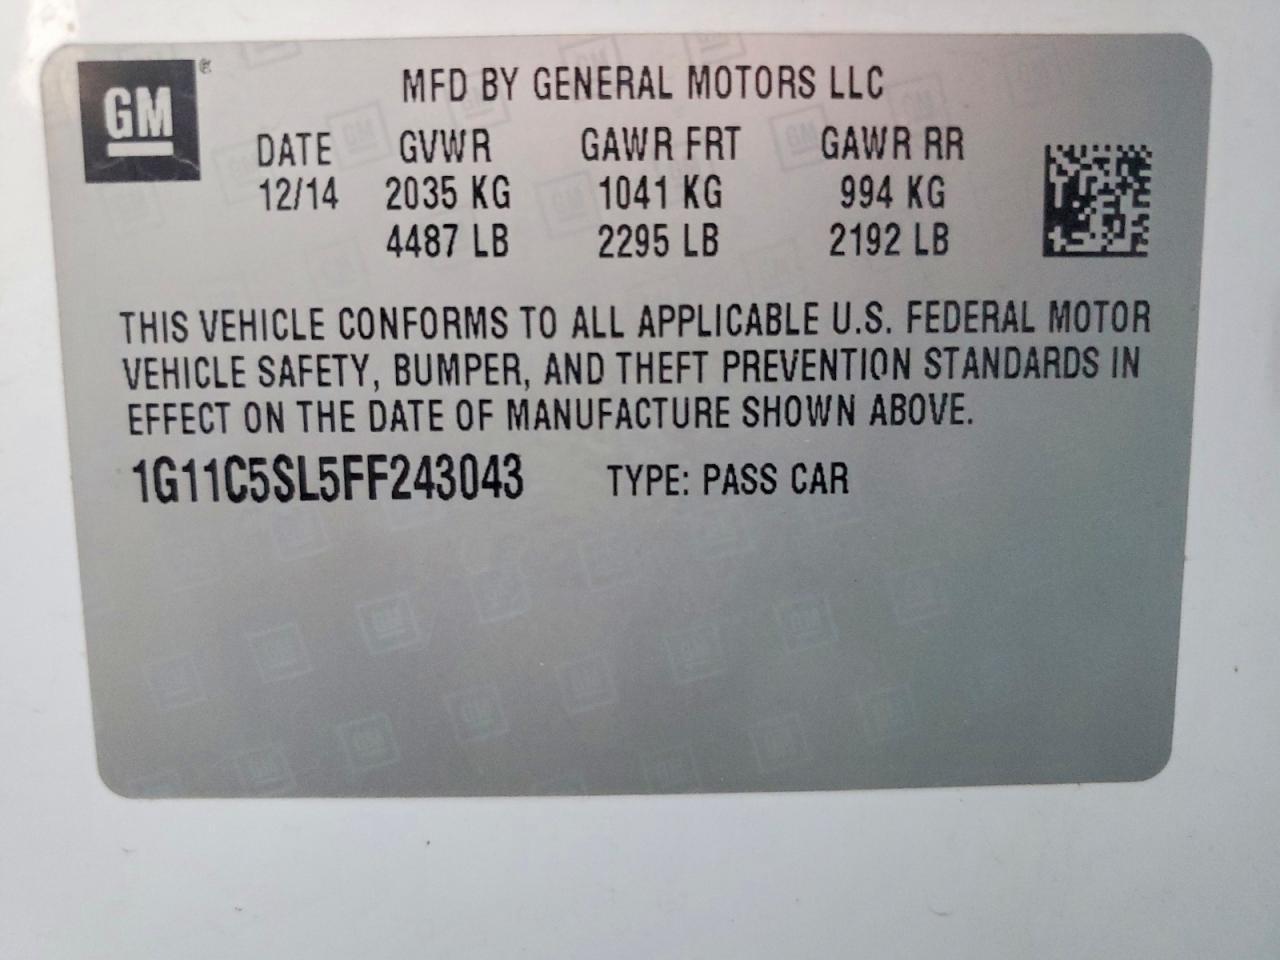 GM ®
MFD BY GENERAL MOTORS LLC
DATE GVWR GAWR FRT GAWR RR
12/14 2035 KG 1041 KG 994 KG
4487 LB 2295 LB 2192 LB
THIS VEHICLE CONFORMS TO ALL APPLICABLE U.S. FEDERAL MOTOR
VEHICLE SAFETY, BUMPER, AND THEFT PREVENTION STANDARDS IN
EFFECT ON THE DATE OF MANUFACTURE SHOWN ABOVE.
1G11C5SL5FF243043 TYPE: PASS CAR